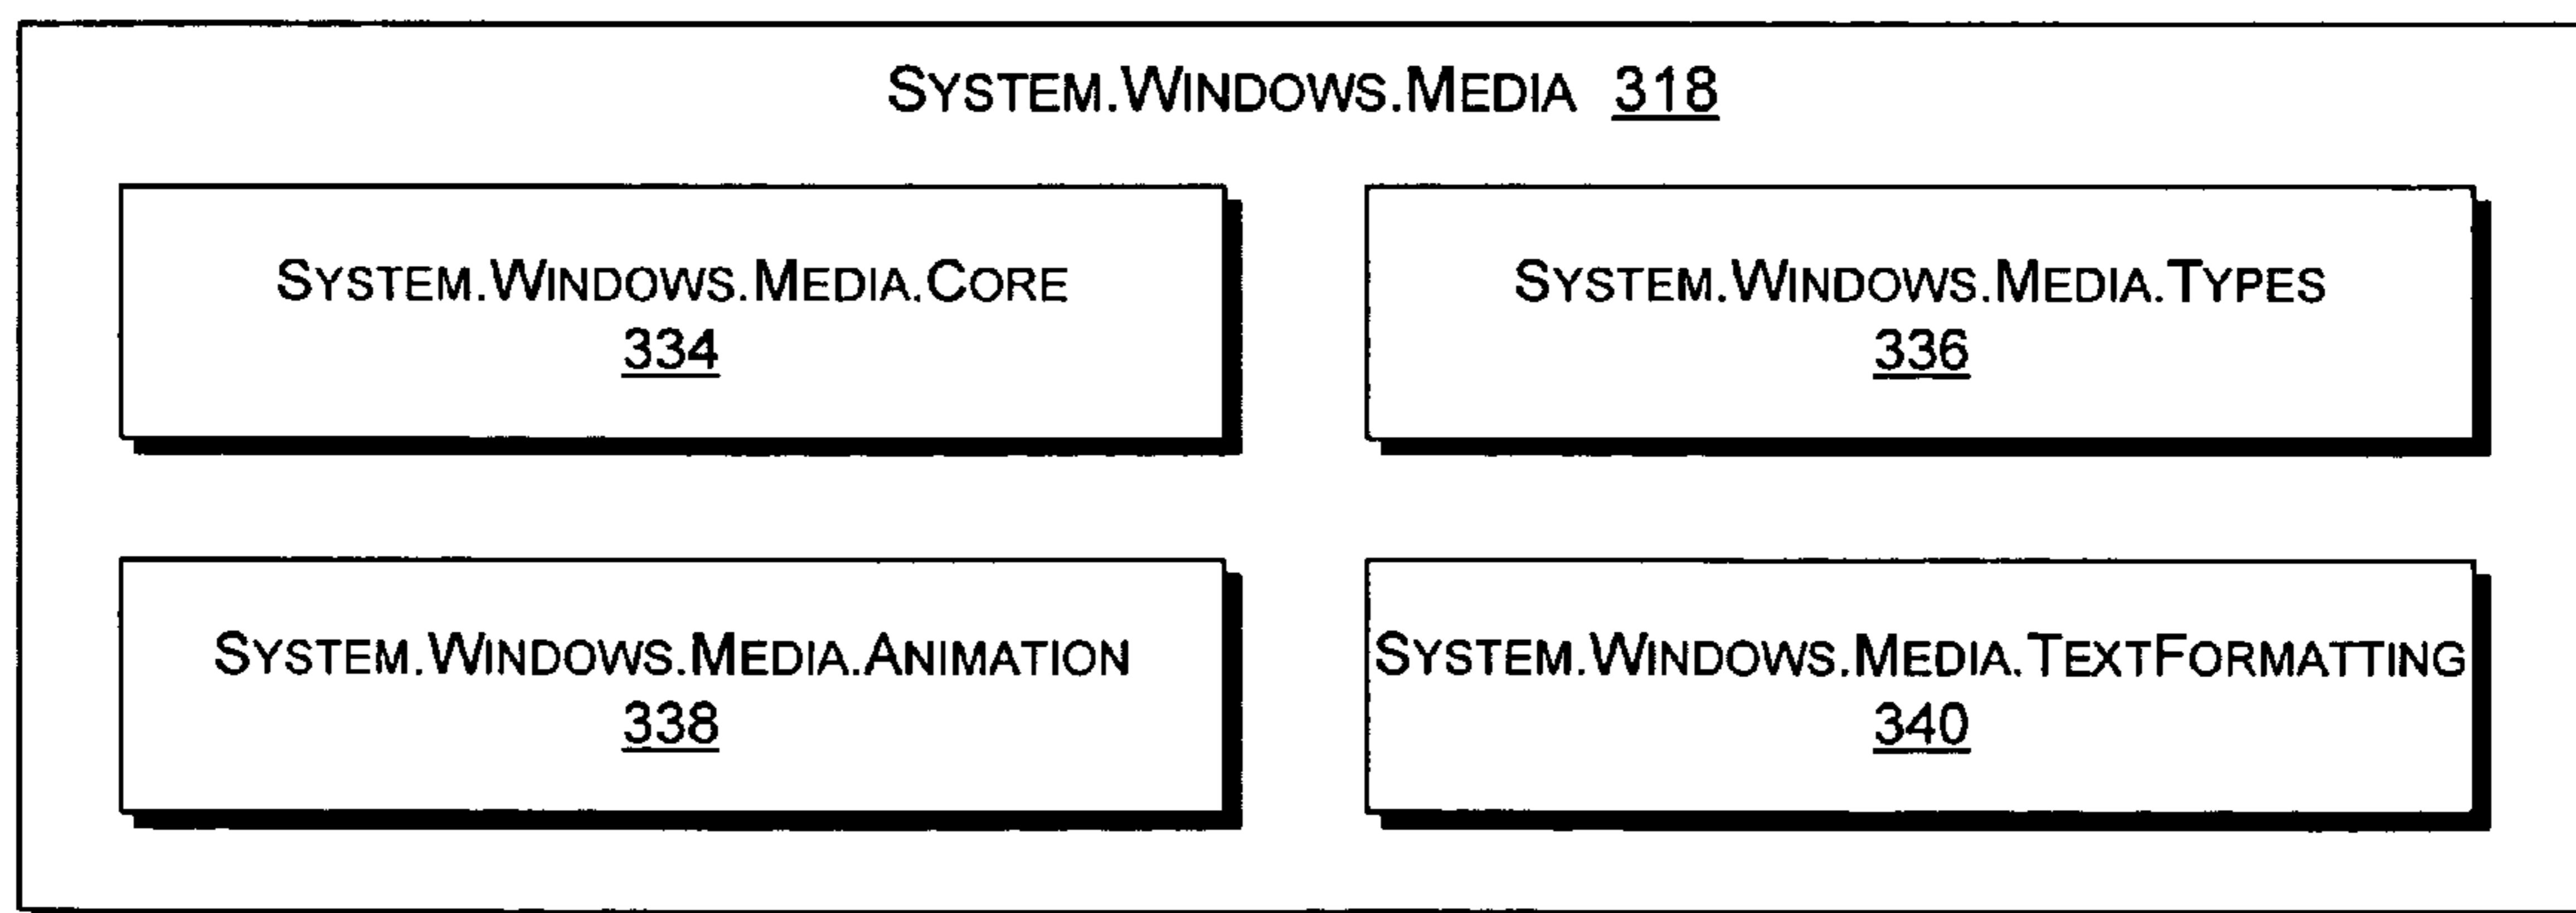 SYSTEM.WINDOWS.MEDIA 318
SYSTEM.WINDOWS.MEDIA.CORE
334
SYSTEM.WINDOWS.MEDIA.TYPES
336
SYSTEM.WINDOWS.MEDIA.ANIMATION
338
SYSTEM.WINDOWS.MEDIA.TEXTFORMATTING
340